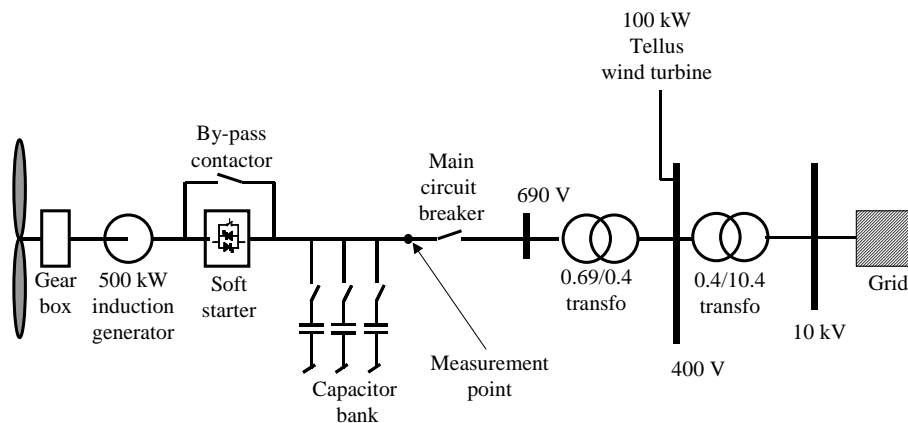 100 kW
Tellus
wind turbine
By-pass
contactor
Main
circuit
breaker
690 V
Gear
box
500 kW
induction
generator
Soft
starter
0.69/0.4
transfo
0.4/10.4
transfo
Grid
10 kV
400 V
Measurement
point
Capacitor
bank